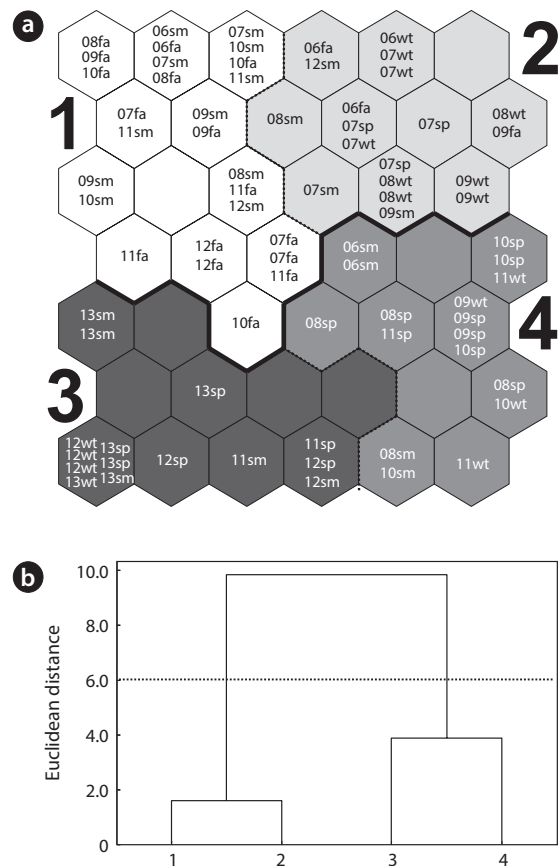 a
1
2
3
4
08fa
09fa
10fa
06sm
06fa
07sm
08fa
07sm
10sm
10fa
11sm
06fa
12sm
06wt
07wt
07wt
07fa
11sm
09sm
09fa
08sm
06fa
07sp
07wt
07sp
08wt
09fa
09sm
10sm
08sm
11fa
12sm
07sm
07sp
08wt
08wt
09sm
09wt
09wt
11fa
12fa
12fa
07fa
07fa
11fa
06sm
06sm
10sp
10sp
11wt
13sm
13sm
10fa
08sp
08sp
11sp
09wt
09sp
09sp
10sp
13sp
08sp
10wt
12wt
12wt 13sp
12wt 13sp
13wt 13sm
12sp
11sm
11sp
12sp
12sm
08sm
10sm
11wt
b
Euclidean distance
10.0
8.0
6.0
4.0
2.0
0
1 2 3 4